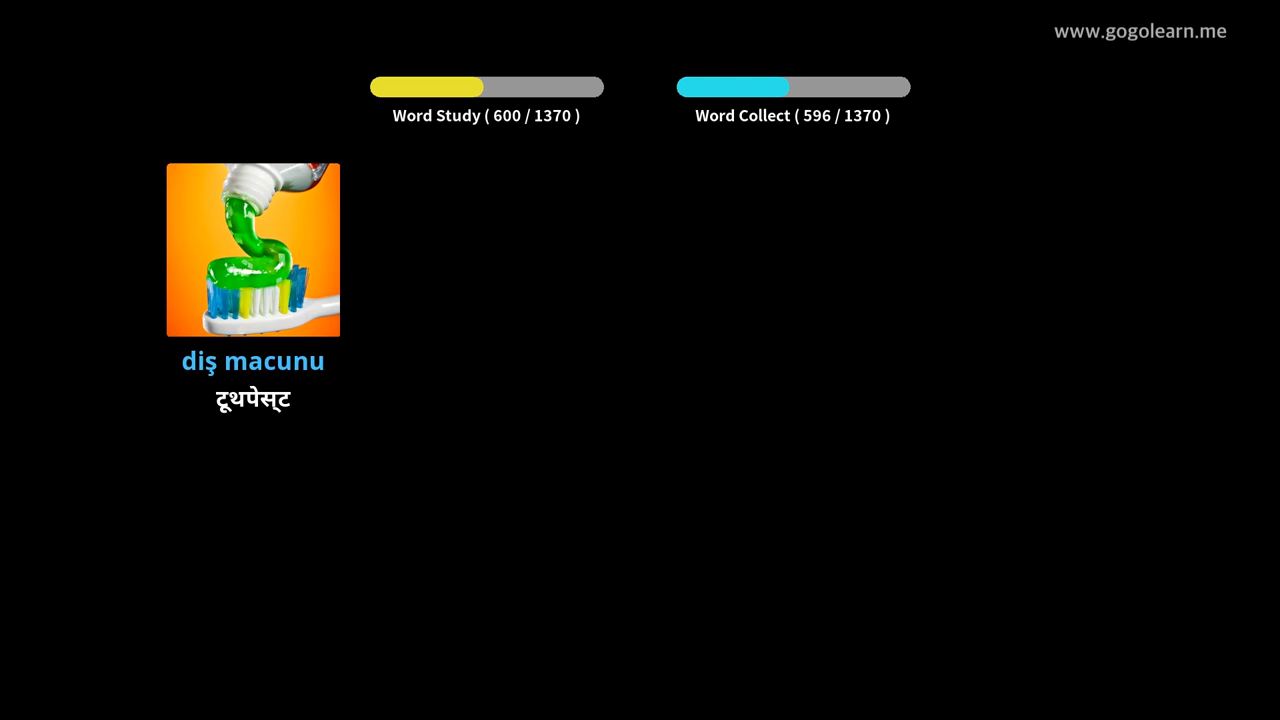 www.gogolearn.me
Word Study ( 600 / 1370 )
Word Collect ( 596 / 1370 )
diş macunu
टूथपेस्ट